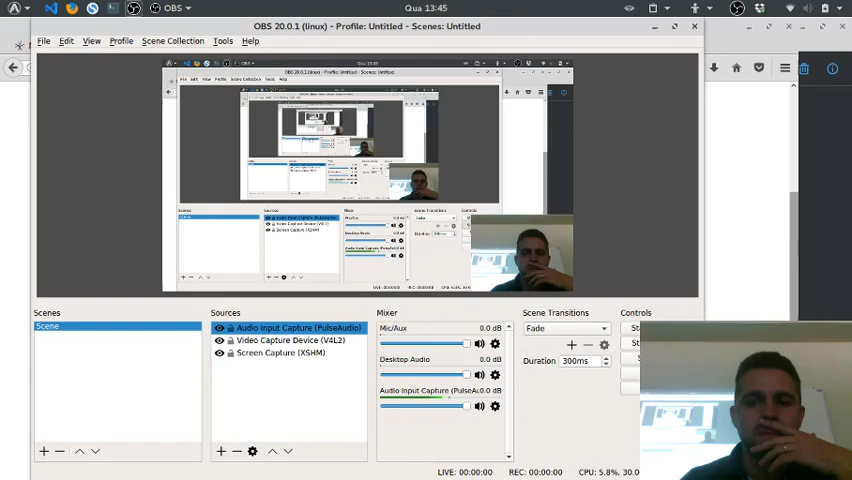 OBS
Qua 13:45
OBS 20.0.1 (linux) - Profile: Untitled - Scenes: Untitled
File Edit View Profile Scene Collection Tools Help
Scenes
Scene
Sources
Audio Input Capture (PulseAudio)
Video Capture Device (V4L2)
Screen Capture (XSHM)
Mixer
Mic/Aux 0.0 dB
Desktop Audio 0.0 dB
Audio Input Capture (PulseAu 0.0 dB
Scene Transitions
Fade
Duration 300ms
Controls
Sta
St
S
LIVE: 00:00:00 REC: 00:00:00 CPU: 5.8%, 30.0